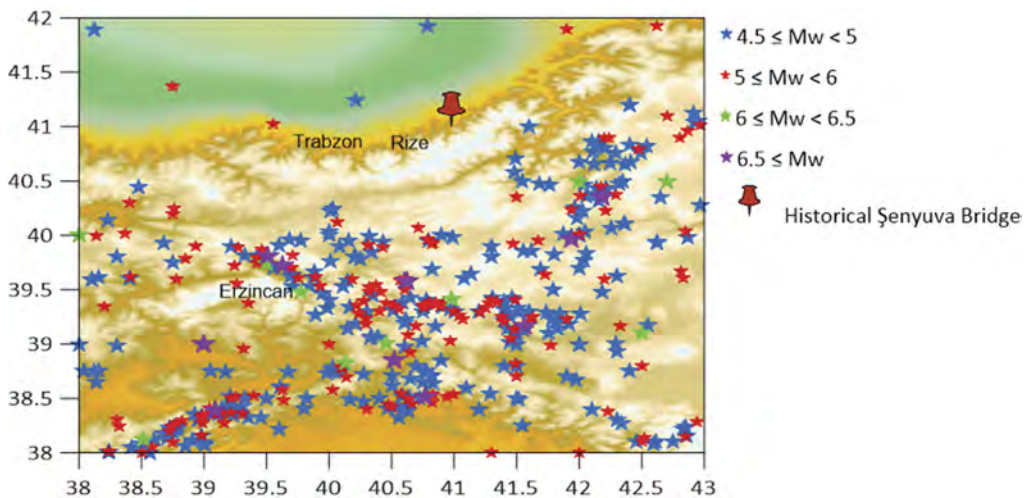 42
41.5
41
40.5
40
39.5
39
38.5
38
38 38.5 39 39.5 40 40.5 41 41.5 42 42.5 43
Trabzon Rize
Erzincan
4.5 ≤ Mw < 5
5 ≤ Mw < 6
6 ≤ Mw < 6.5
6.5 ≤ Mw
Historical Şenyuva Bridge